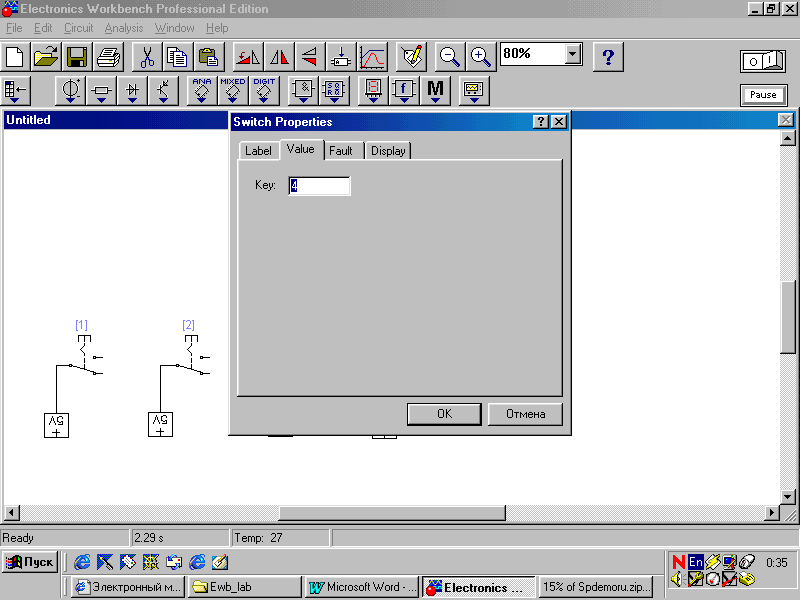 Electronics Workbench Professional Edition
File Edit Circuit Analysis Window Help
80%
?
O I
ANA MIXED DIGIT
f M
Pause
Untitled
Switch Properties
Label Value Fault Display
Key: 4
[1] [2]
5V 5V
+ +
OK Отмена
Ready 2.29 s Temp: 27
Пуск
N En 0:35
Электронный м... Ewb_lab Microsoft Word - ... Electronics ... 15% of Spdemoru.zip...